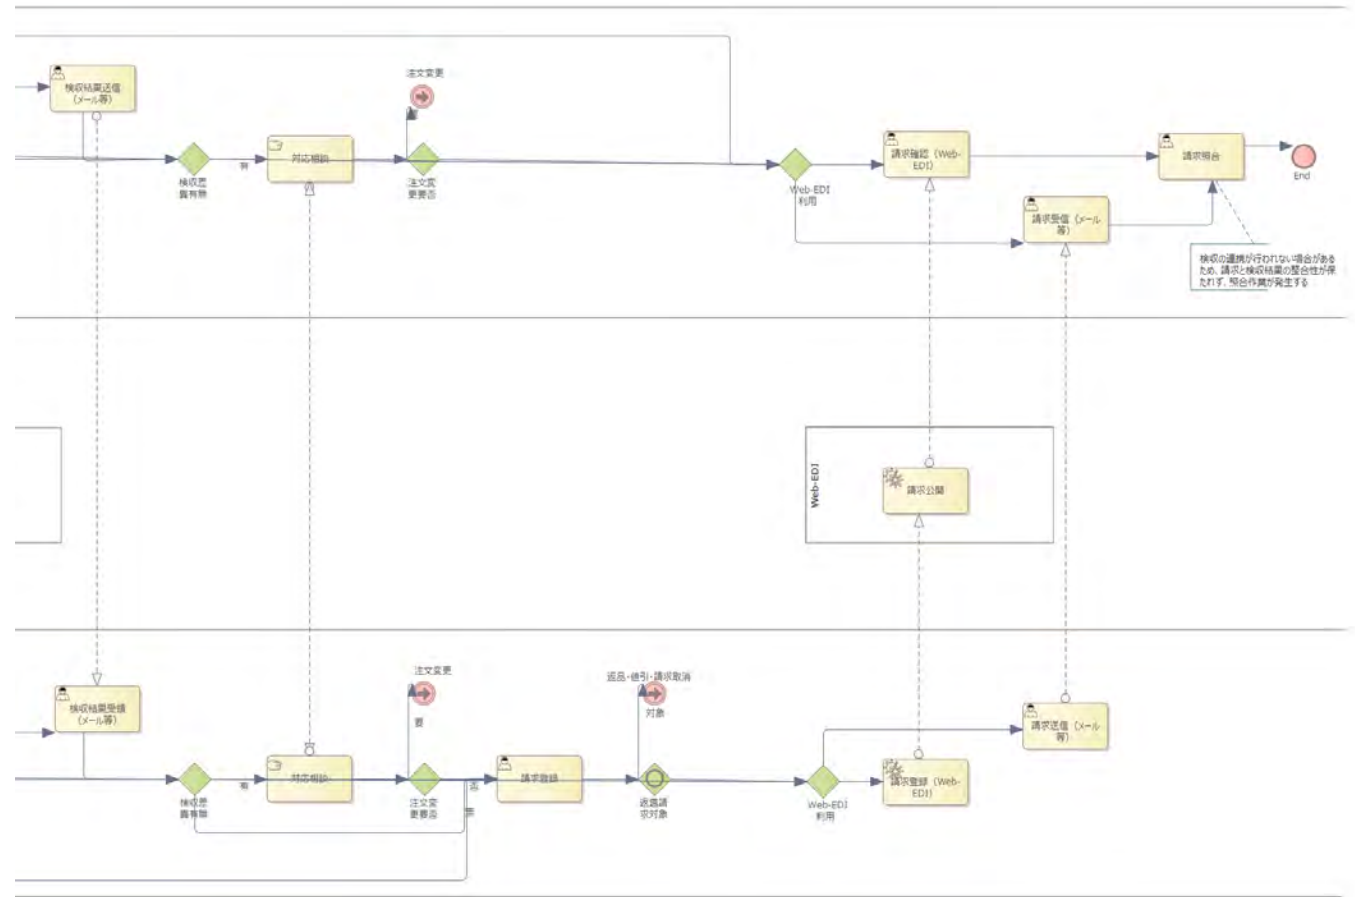 注文変更
検収結果送信
(メール等)
有
対応相談
検収差
異有無
注文変
更要否
Web-EDI
利用
請求確認（Web-
EDI）
請求照合
End
請求受信（メール
等）
検収の連携が行われない場合がある
ため、請求と検収結果の整合性が保
たれず、照合作業が発生する
Web-EDI
請求公開
注文変更
返品・値引・請求取消
検収結果受領
(メール等)
要
対象
請求送信（メール
等）
有
対応相談
否
請求登録
無
検収差
異有無
注文変
更要否
返還請
求対象
Web-EDI
利用
請求登録（Web-
EDI）